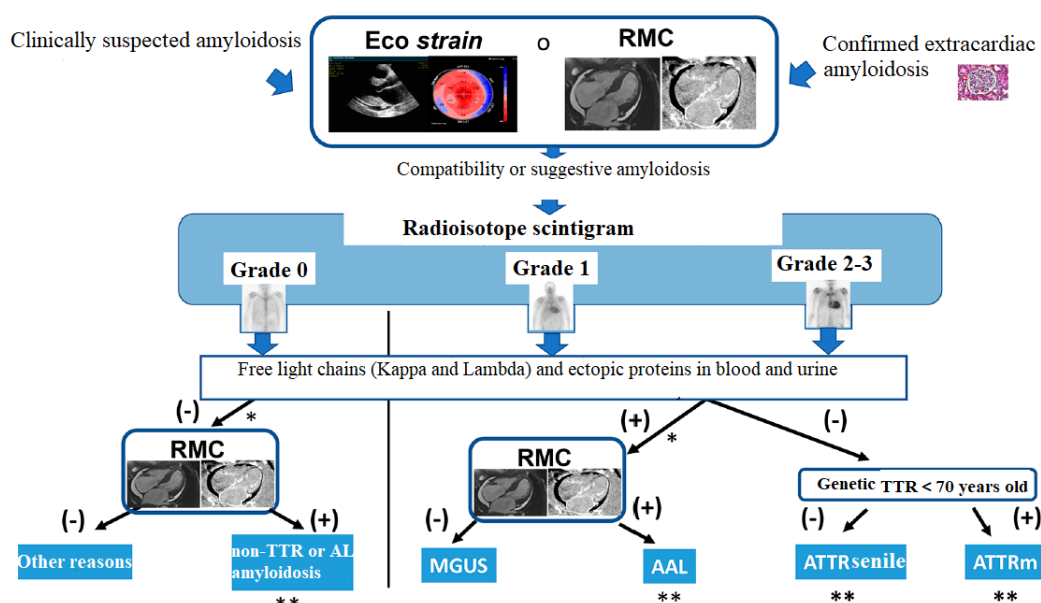 Clinically suspected amyloidosis
Eco strain o RMC
Confirmed extracardiac
amyloidosis
Compatibility or suggestive amyloidosis
Radioisotope scintigram
Grade 0
Grade 1
Grade 2-3
Free light chains (Kappa and Lambda) and ectopic proteins in blood and urine
(-) *
(+) *
(-)
RMC
RMC
Genetic TTR < 70 years old
(-)
(+)
(-)
(+)
(-)
(+)
Other reasons
non-TTR or AL
amyloidosis
MGUS
AAL
ATTR senile
ATTRm
**
**
**
**